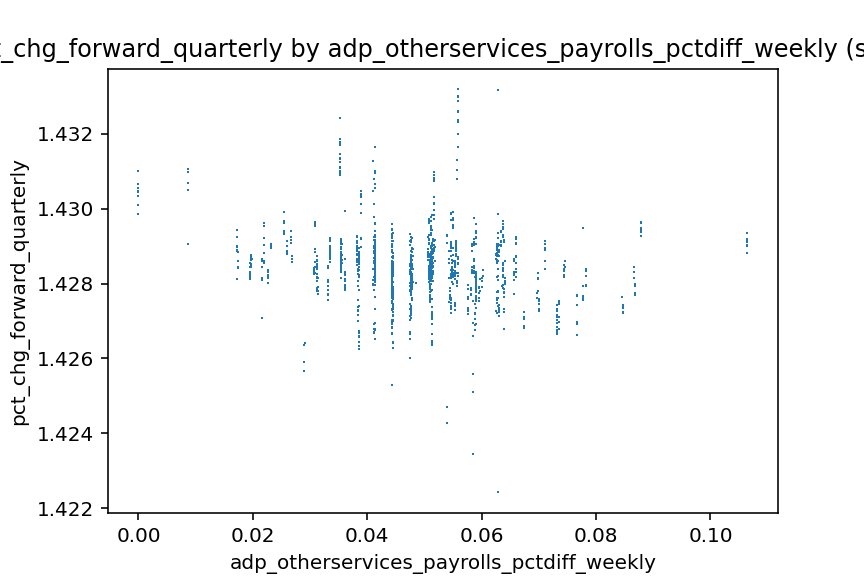 _chg_forward_quarterly by adp_otherservices_payrolls_pctdiff_weekly (s
pct_chg_forward_quarterly
1.432
1.430
1.428
1.426
1.424
1.422
0.00 0.02 0.04 0.06 0.08 0.10
adp_otherservices_payrolls_pctdiff_weekly